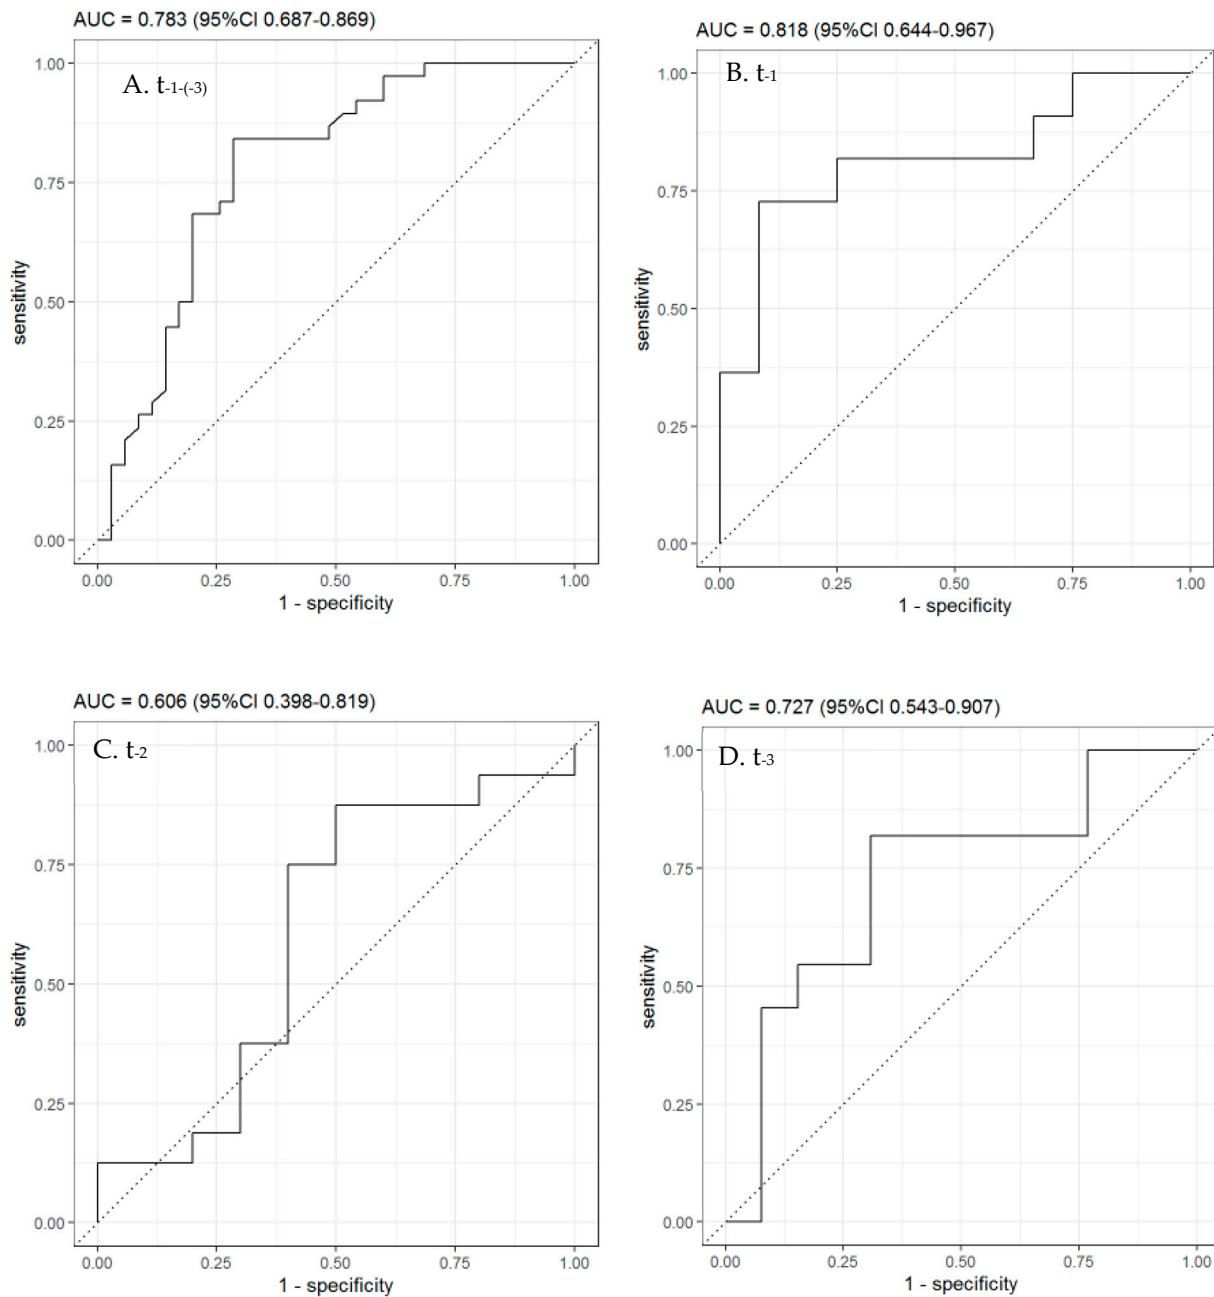 AUC = 0.783 (95%CI 0.687-0.869)
A. t-1-(-3)
1.00
0.75
0.50
0.25
0.00
sensitivity
0.00 0.25 0.50 0.75 1.00
1 - specificity
AUC = 0.818 (95%CI 0.644-0.967)
B. t-1
1.00
0.75
0.50
0.25
0.00
sensitivity
0.00 0.25 0.50 0.75 1.00
1 - specificity
AUC = 0.606 (95%CI 0.398-0.819)
C. t-2
1.00
0.75
0.50
0.25
0.00
sensitivity
0.00 0.25 0.50 0.75 1.00
1 - specificity
AUC = 0.727 (95%CI 0.543-0.907)
D. t-3
1.00
0.75
0.50
0.25
0.00
sensitivity
0.00 0.25 0.50 0.75 1.00
1 - specificity